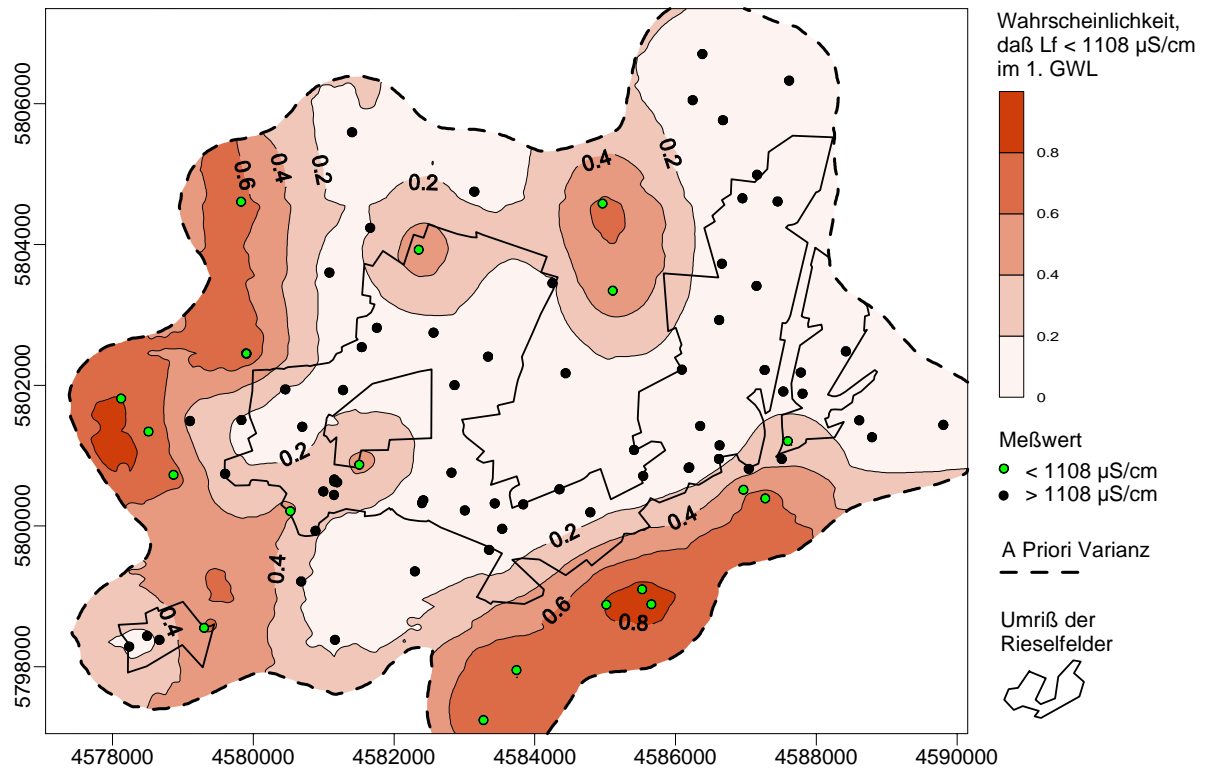 Wahrscheinlichkeit,
daß Lf < 1108 µS/cm
im 1. GWL
0.8
0.6
0.4
0.2
0
Meßwert
< 1108 µS/cm
> 1108 µS/cm
A Priori Varianz
Umriß der
Rieselfelder
5806000
5804000
5802000
5800000
5798000
4578000 4580000 4582000 4584000 4586000 4588000 4590000
0.6
0.4
0.2
0.2
0.4
0.2
0.2
0.4
0.4
0.2
0.4
0.6
0.8